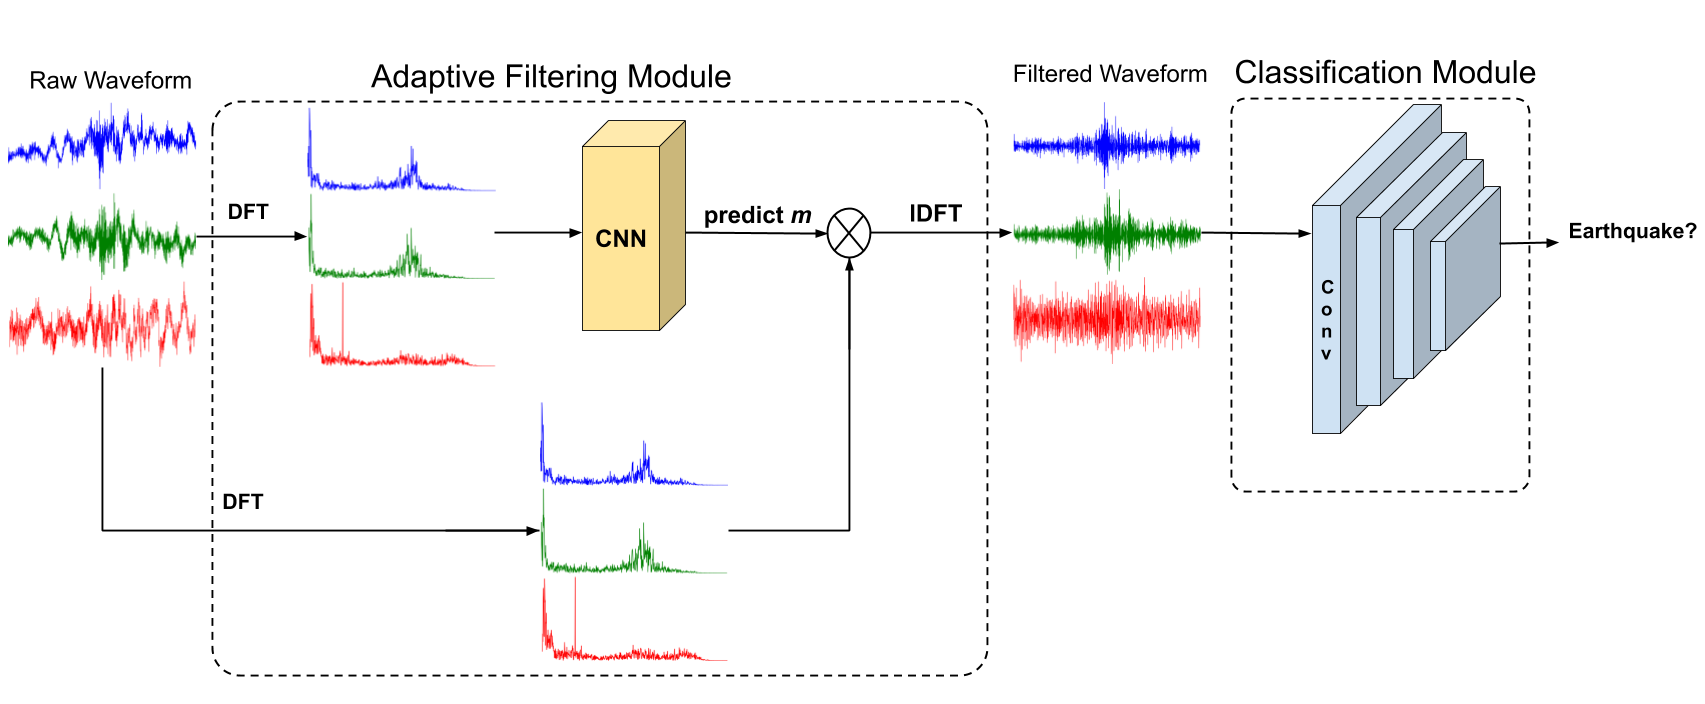 Raw Waveform
Adaptive Filtering Module
Filtered Waveform
Classification Module
DFT
CNN
predict m
IDFT
Conv
Earthquake?
DFT